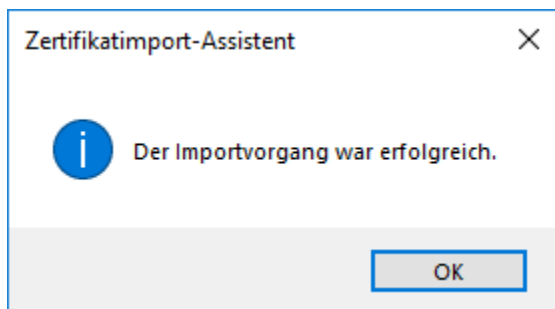 Zertifikatimport-Assistent
Der Importvorgang war erfolgreich.
OK